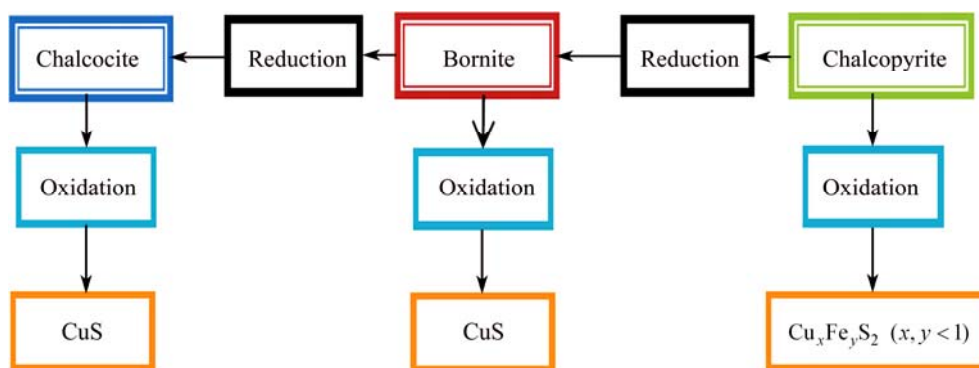 Chalcocite
Reduction
Bornite
Reduction
Chalcopyrite
Oxidation
Oxidation
Oxidation
CuS
CuS
CuₓFeᵧS₂ (x, y <1)